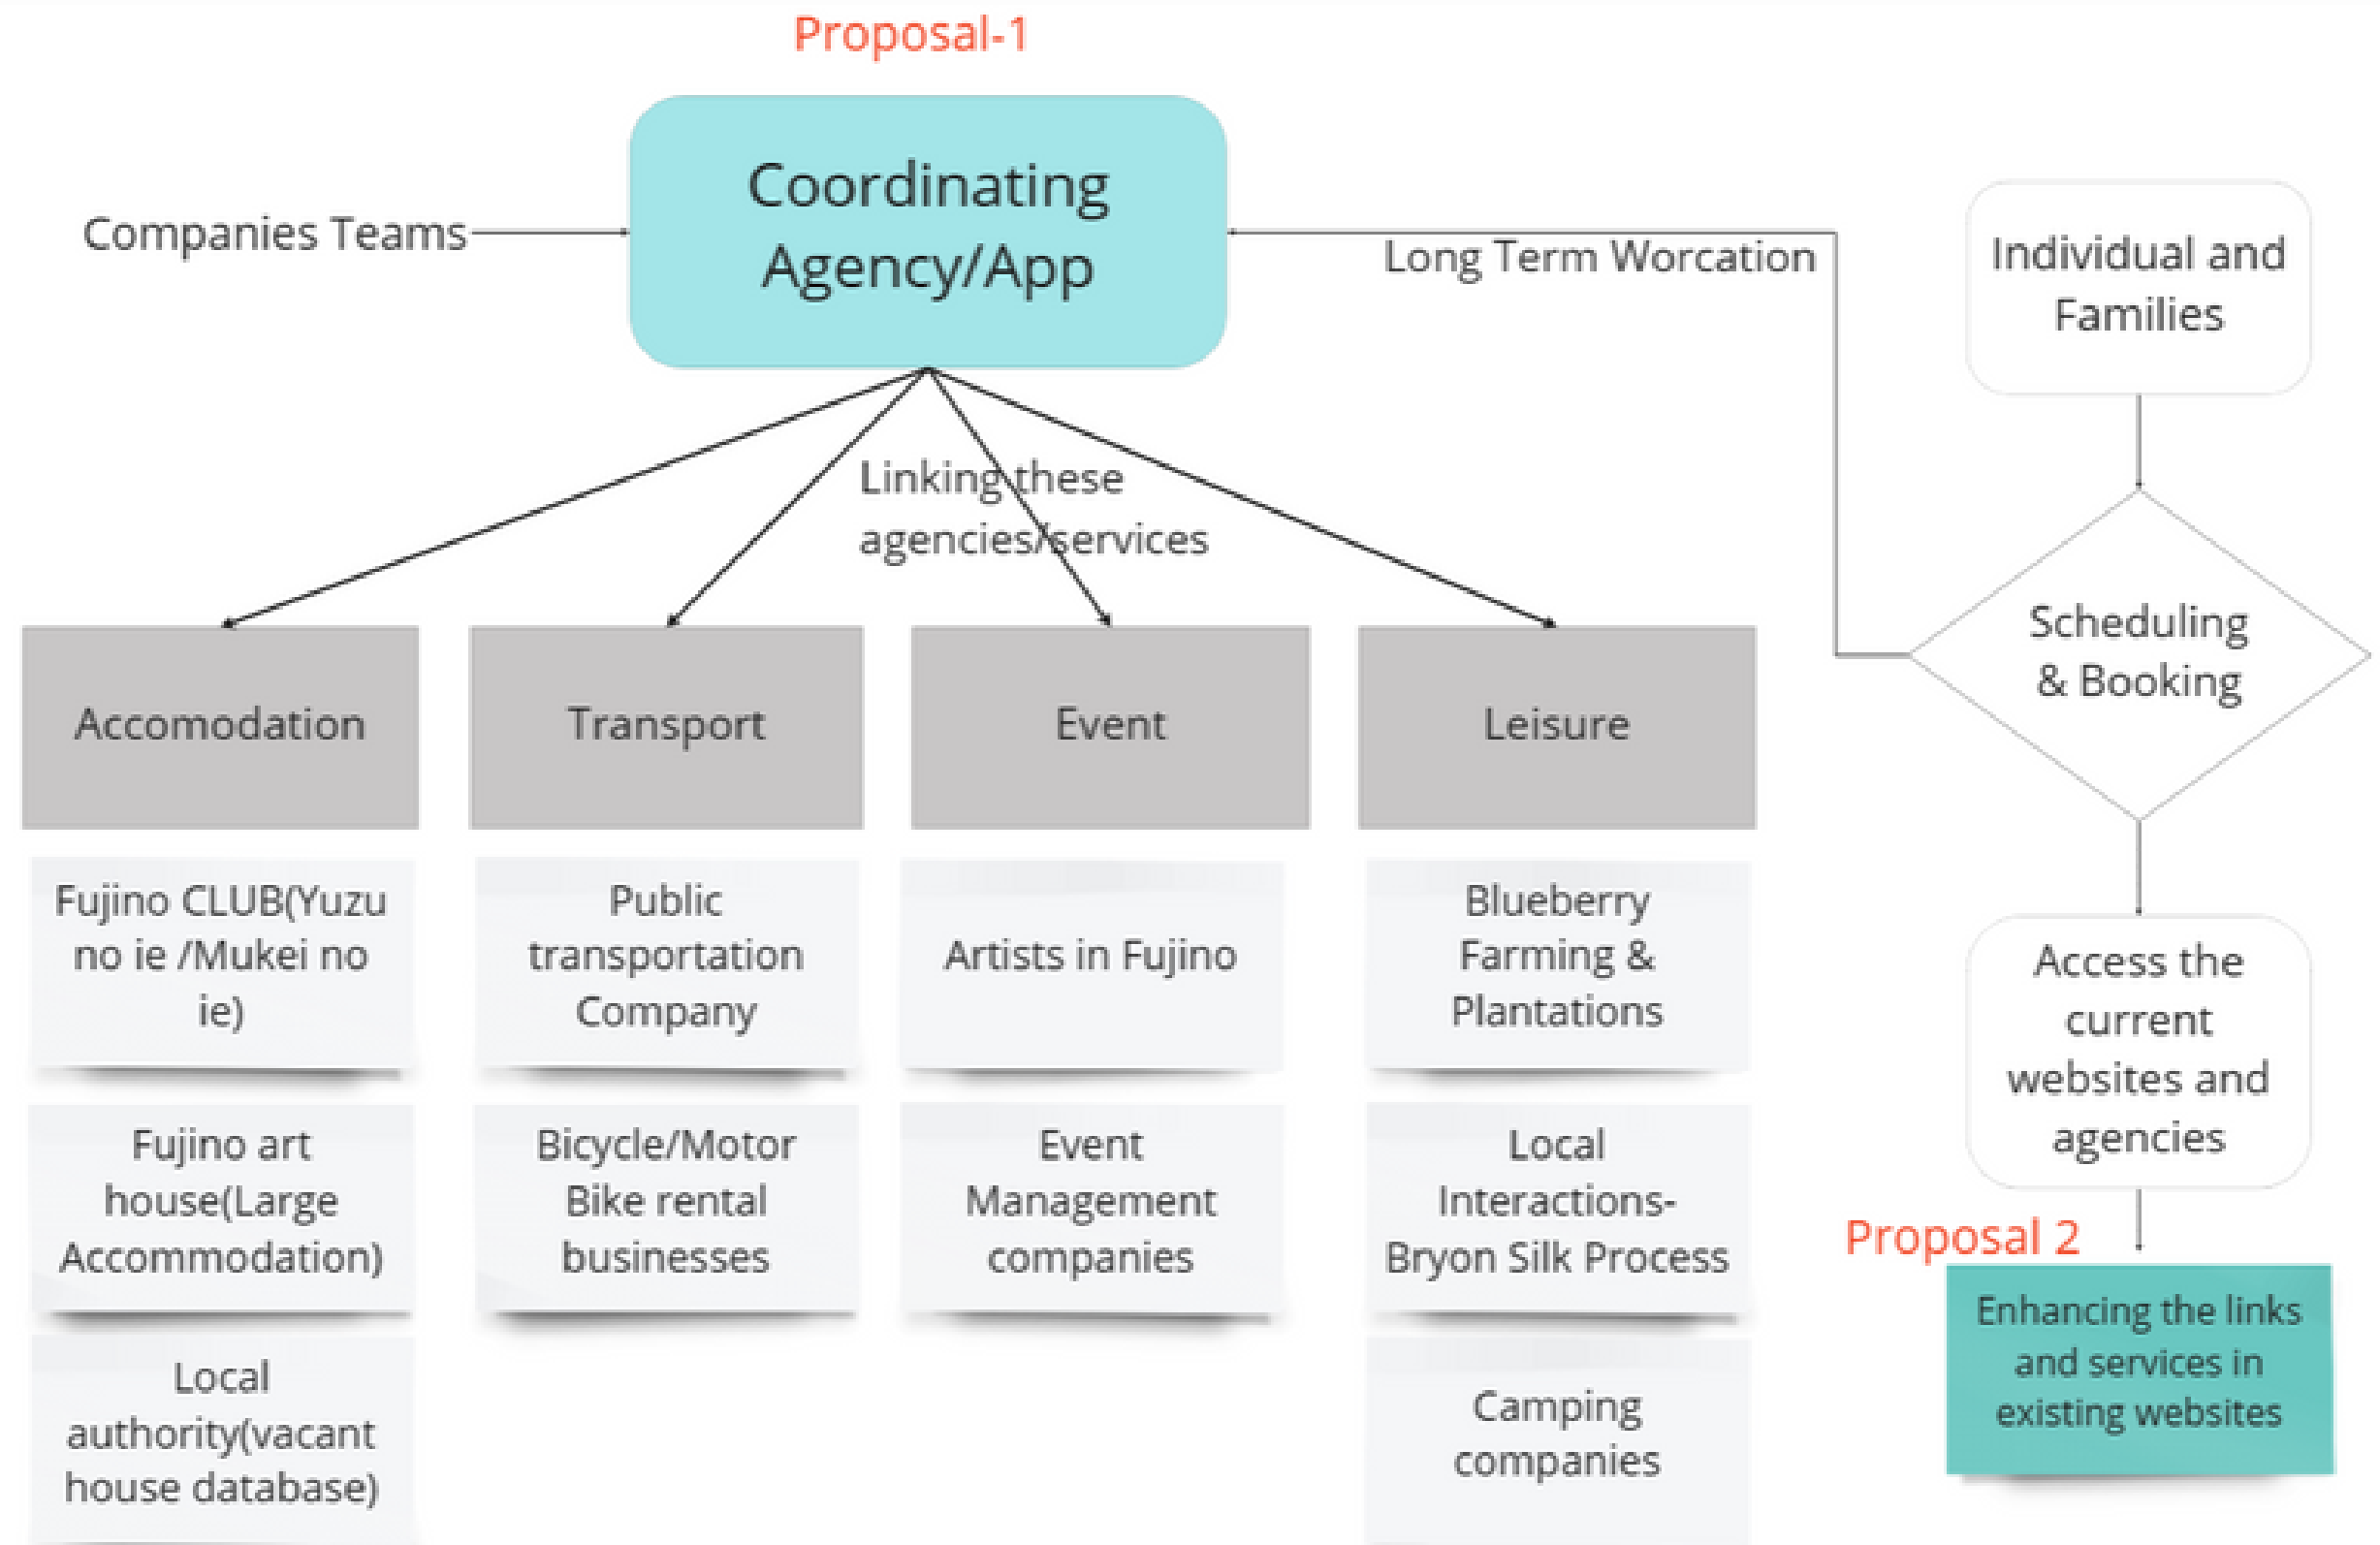 Proposal-1
Coordinating
Agency/App
Companies Teams
Long Term Worcation
Individual and
Families
Linking these
agencies/services
Scheduling
& Booking
Accomodation
Transport
Event
Leisure
Fujino CLUB(Yuzu
no ie /Mukei no
ie)
Public
transportation
Company
Artists in Fujino
Blueberry
Farming &
Plantations
Access the
current
websites and
agencies
Fujino art
house(Large
Accommodation)
Bicycle/Motor
Bike rental
businesses
Event
Management
companies
Local
Interactions-
Bryon Silk Process
Proposal 2
Enhancing the links
and services in
existing websites
Local
authority(vacant
house database)
Camping
companies